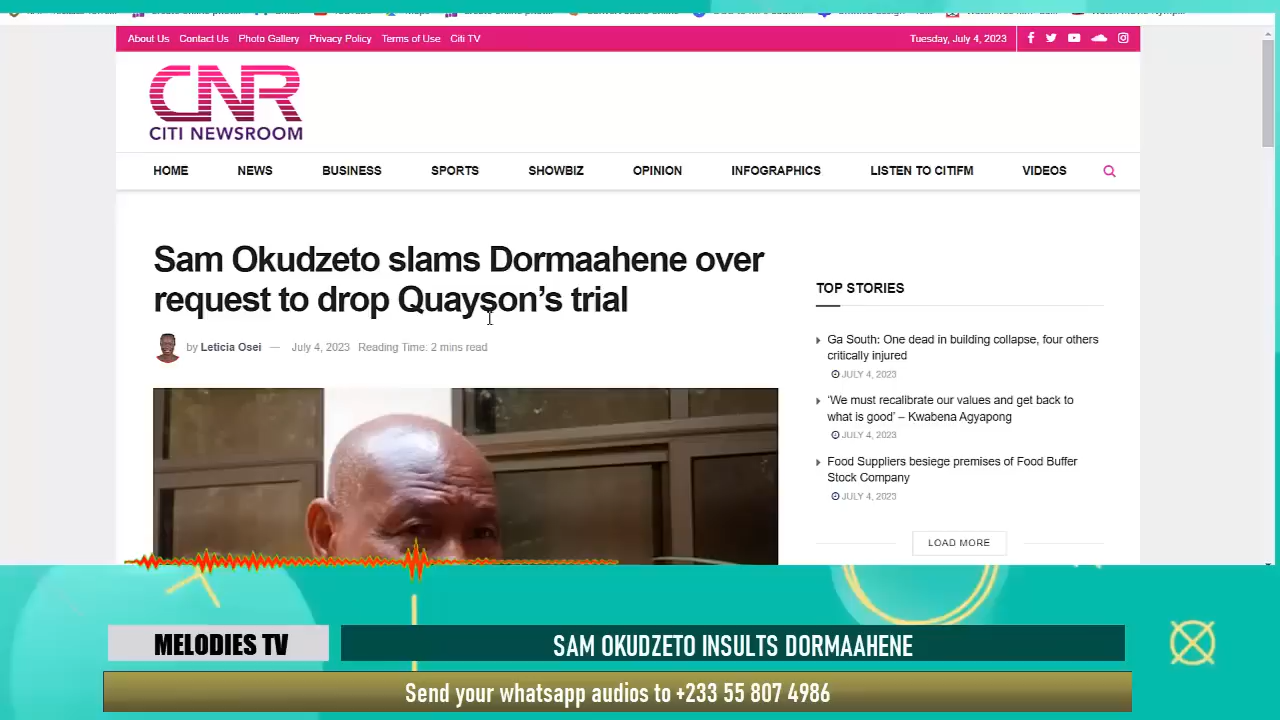 About Us Contact Us Photo Gallery Privacy Policy Terms of Use Citi TV
Tuesday, July 4, 2023
CNR
CITI NEWSROOM
HOME NEWS BUSINESS SPORTS SHOWBIZ OPINION INFOGRAPHICS LISTEN TO CITIFM VIDEOS
Sam Okudzeto slams Dormaahene over
request to drop Quayson’s trial
by Leticia Osei — July 4, 2023 Reading Time: 2 mins read
TOP STORIES
Ga South: One dead in building collapse, four others
critically injured
JULY 4, 2023
‘We must recalibrate our values and get back to
what is good’ – Kwabena Agyapong
JULY 4, 2023
Food Suppliers besiege premises of Food Buffer
Stock Company
JULY 4, 2023
LOAD MORE
MELODIES TV
SAM OKUDZETO INSULTS DORMAAHENE
Send your whatsapp audios to +233 55 807 4986